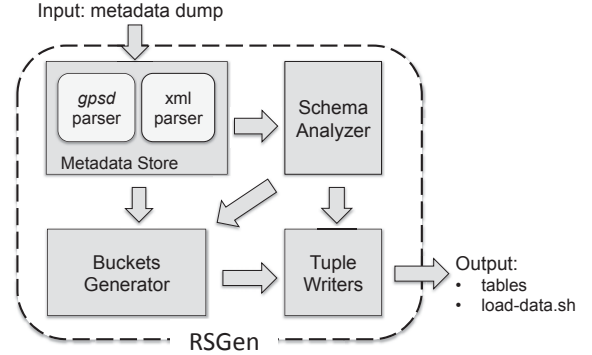 Input: metadata dump
gpsd
parser
xml
parser
Metadata Store
Schema
Analyzer
Buckets
Generator
Tuple
Writers
Output:
• tables
• load-data.sh
RSGen